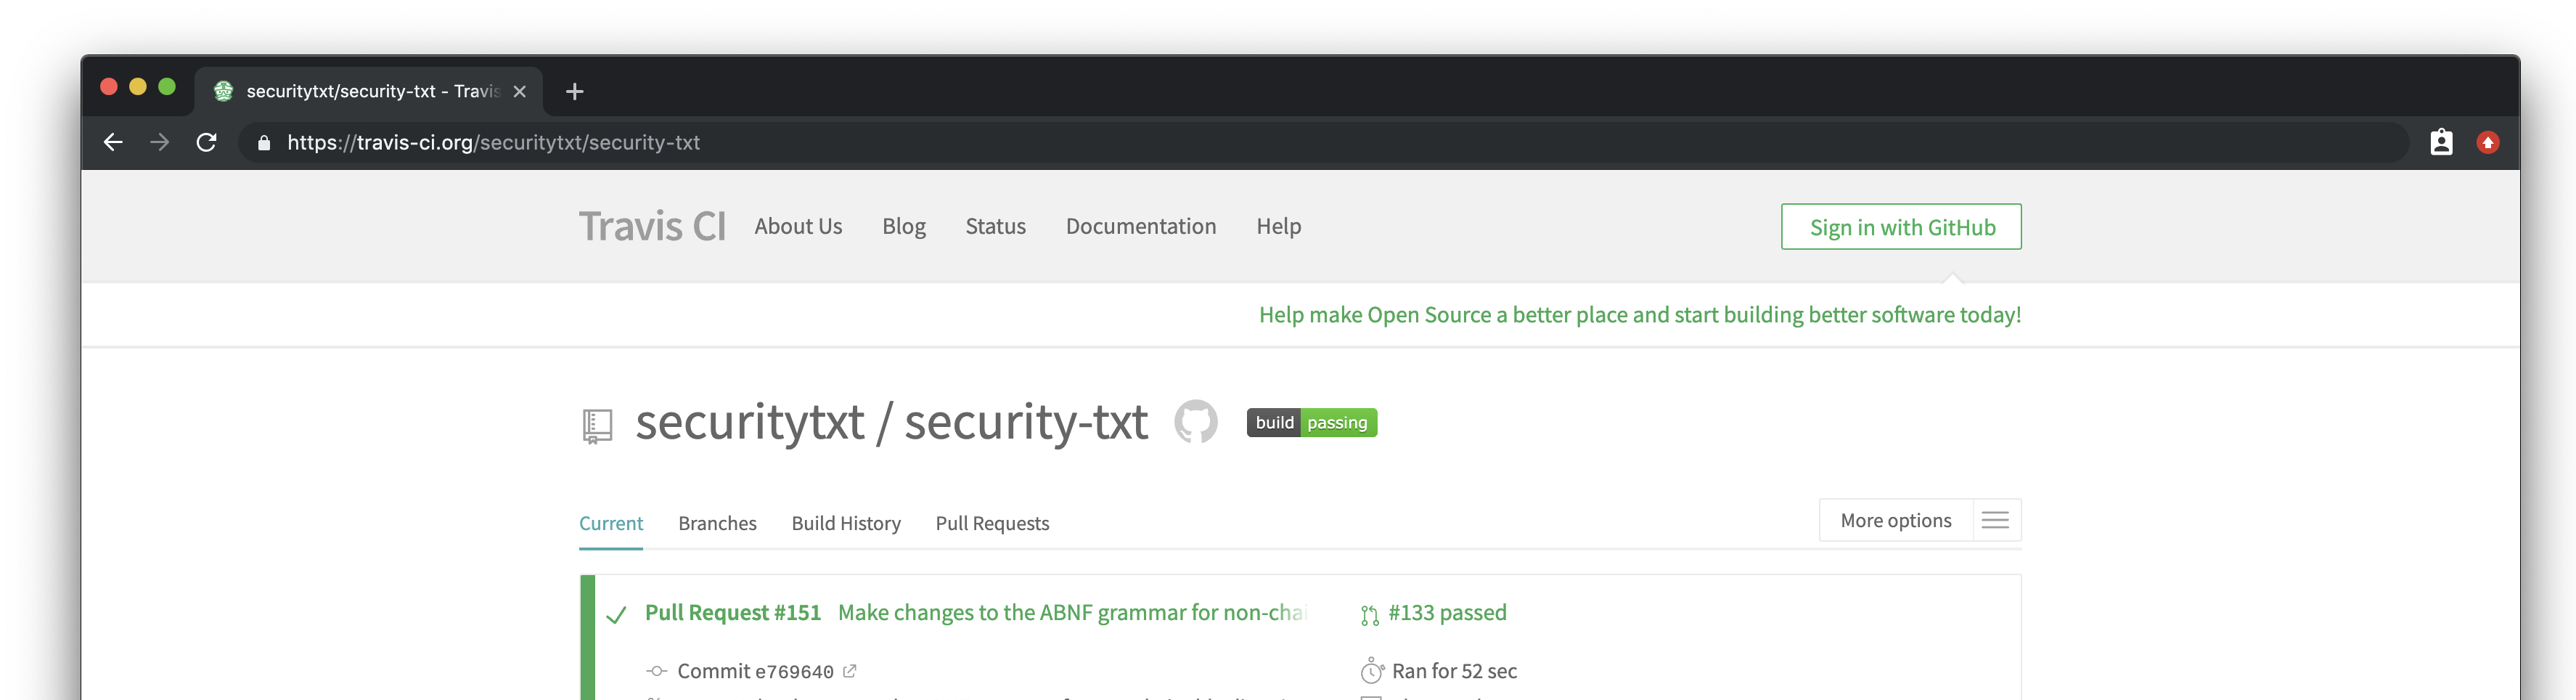 securitytxt/security-txt - Travis
https://travis-ci.org/securitytxt/security-txt
Travis CI About Us Blog Status Documentation Help Sign in with GitHub
Help make Open Source a better place and start building better software today!
securitytxt / security-txt build passing
Current Branches Build History Pull Requests More options
Pull Request #151 Make changes to the ABNF grammar for non-chai #133 passed
Commit e769640 Ran for 52 sec